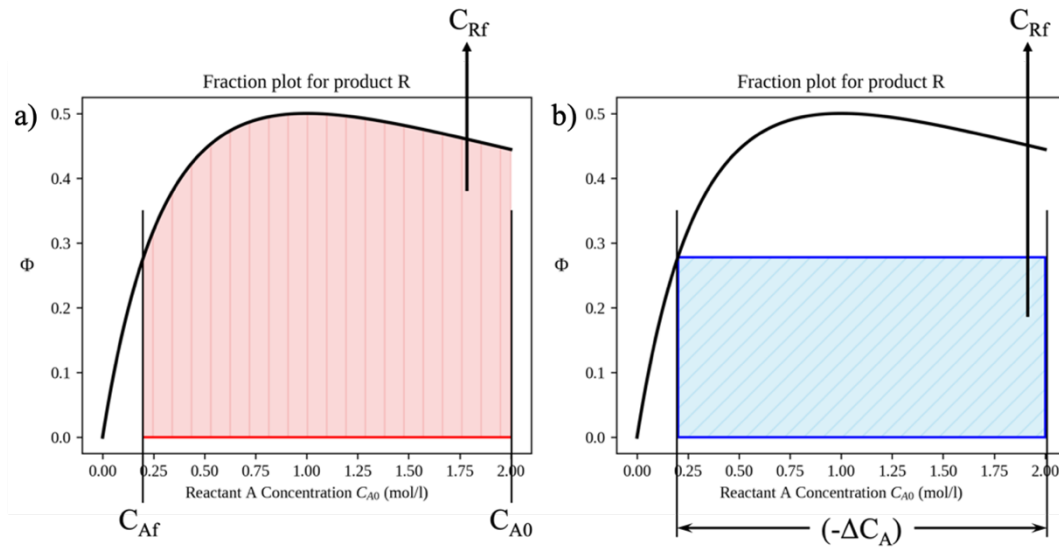 C_Rf
Fraction plot for product R
a)
0.5
0.4
0.3
Φ
0.2
0.1
0.0
0.00 0.25 0.50 0.75 1.00 1.25 1.50 1.75 2.00
Reactant A Concentration C_A0 (mol/l)
C_Af
C_A0
C_Rf
Fraction plot for product R
b)
0.5
0.4
0.3
Φ
0.2
0.1
0.0
0.00 0.25 0.50 0.75 1.00 1.25 1.50 1.75 2.00
Reactant A Concentration C_A0 (mol/l)
(-ΔC_A)